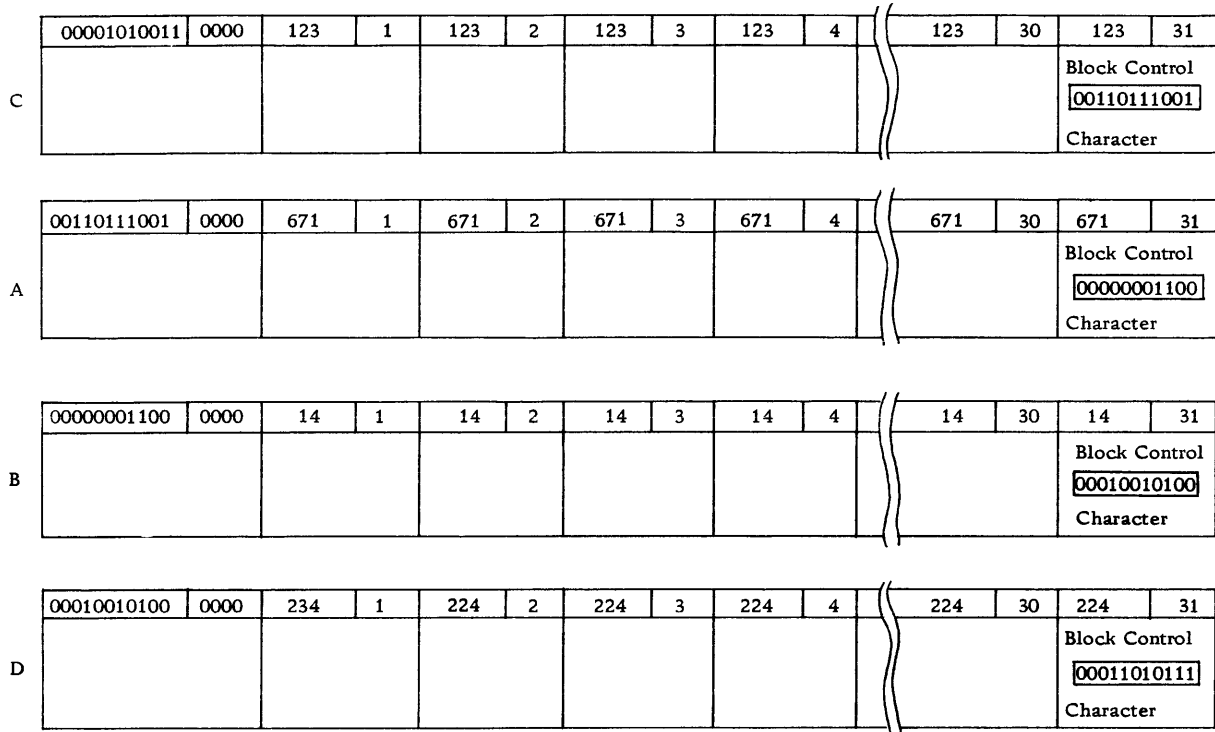 00001010011 0000 123 1 123 2 123 3 123 4 123 30 123 31
C
Block Control
00110111001
Character
00110111001 0000 671 1 671 2 671 3 671 4 671 30 671 31
A
Block Control
00000001100
Character
00000001100 0000 14 1 14 2 14 3 14 4 14 30 14 31
B
Block Control
00010010100
Character
00010010100 0000 234 1 224 2 224 3 224 4 224 30 224 31
D
Block Control
00011010111
Character